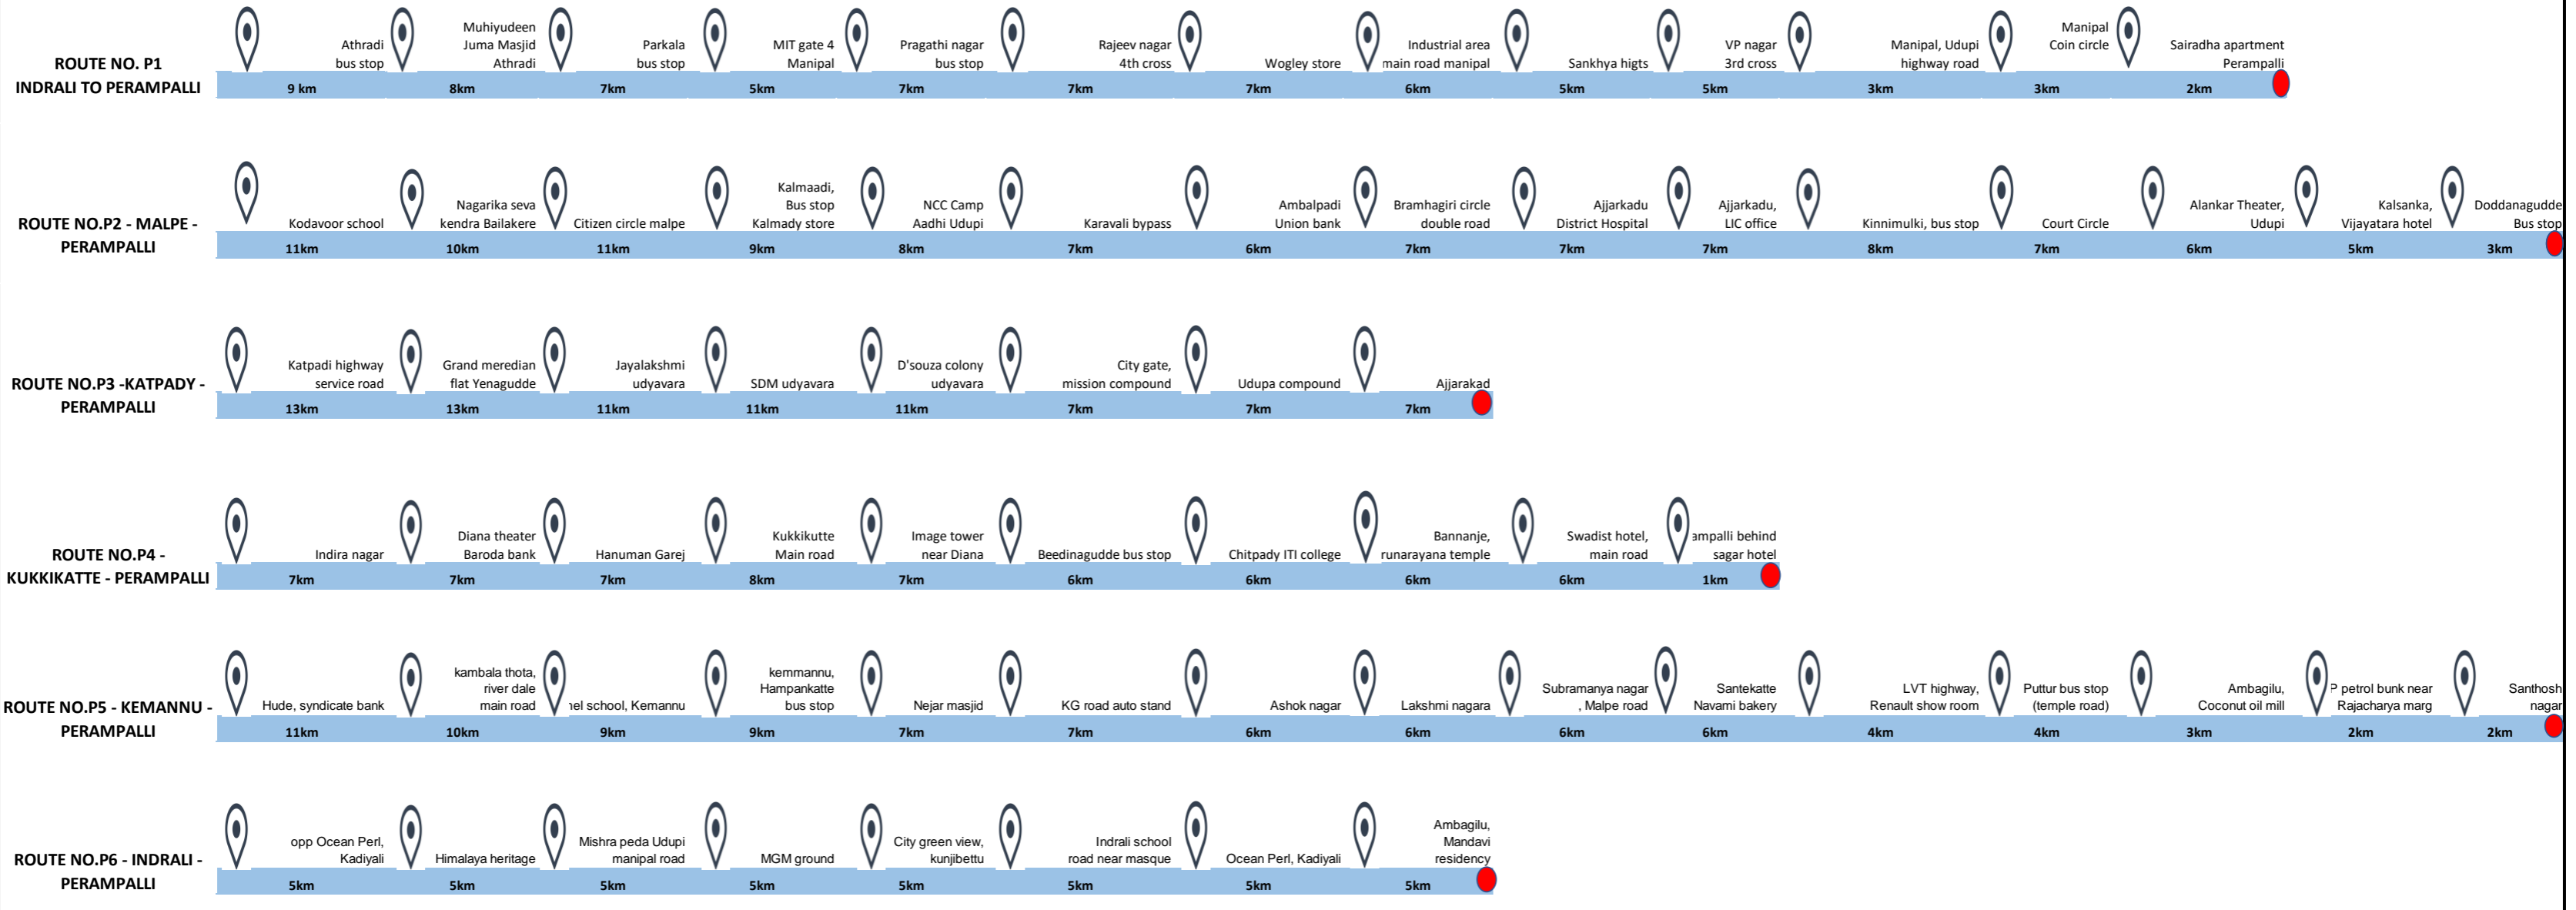 ROUTE NO. P1
INDRALI TO PERAMPALLI
Athradi
bus stop
Muhiyudeen
Juma Masjid
Athradi
Parkala
bus stop
MIT gate 4
Manipal
Pragathi nagar
bus stop
Rajeev nagar
4th cross
Wogley store
Industrial area
main road manipal
Sankhya higts
VP nagar
3rd cross
Manipal, Udupi
highway road
Manipal
Coin circle
Sairadha apartment
Perampalli
9 km 8km 7km 5km 7km 7km 7km 6km 5km 5km 3km 3km 2km
ROUTE NO.P2 - MALPE -
PERAMPALLI
Kodavoor school
Nagarika seva
kendra Bailakere
Citizen circle malpe
Kalmaadi,
Bus stop
Kalmady store
NCC Camp
Aadhi Udupi
Karavali bypass
Ambalpadi
Union bank
Bramhagiri circle
double road
Ajjarkadu
District Hospital
Ajjarkadu,
LIC office
Kinnimulki, bus stop
Court Circle
Alankar Theater,
Udupi
Kalsanka,
Vijayatara hotel
Doddanagudde
Bus stop
11km 10km 11km 9km 8km 7km 6km 7km 7km 7km 8km 7km 6km 5km 3km
ROUTE NO.P3 -KATPADY -
PERAMPALLI
Katpadi highway
service road
Grand meredian
flat Yenagudde
Jayalakshmi
udyavara
SDM udyavara
D'souza colony
udyavara
City gate,
mission compound
Udupa compound
Ajjarakad
13km 13km 11km 11km 11km 7km 7km 7km
ROUTE NO.P4 -
KUKKIKATTE - PERAMPALLI
Indira nagar
Diana theater
Baroda bank
Hanuman Garej
Kukkikutte
Main road
Image tower
near Diana
Beedinagudde bus stop
Chitpady ITI college
Bannanje,
runarayana temple
Swadist hotel,
main road
ampalli behind
sagar hotel
7km 7km 7km 8km 7km 6km 6km 6km 6km 1km
ROUTE NO.P5 - KEMANNU -
PERAMPALLI
Hude, syndicate bank
kambala thota,
river dale
main road
nel school, Kemannu
kemmannu,
Hampankatte
bus stop
Nejar masjid
KG road auto stand
Ashok nagar
Lakshmi nagara
Subramanya nagar
, Malpe road
Santekatte
Navami bakery
LVT highway,
Renault show room
Puttur bus stop
(temple road)
Ambagilu,
Coconut oil mill
P petrol bunk near
Rajacharya marg
Santhosh
nagar
11km 10km 9km 9km 7km 7km 6km 6km 6km 6km 4km 4km 3km 2km 2km
ROUTE NO.P6 - INDRALI -
PERAMPALLI
opp Ocean Perl,
Kadiyali
Himalaya heritage
Mishra peda Udupi
manipal road
MGM ground
City green view,
kunjibettu
Indrali school
road near masque
Ocean Perl, Kadiyali
Ambagilu,
Mandavi
residency
5km 5km 5km 5km 5km 5km 5km 5km